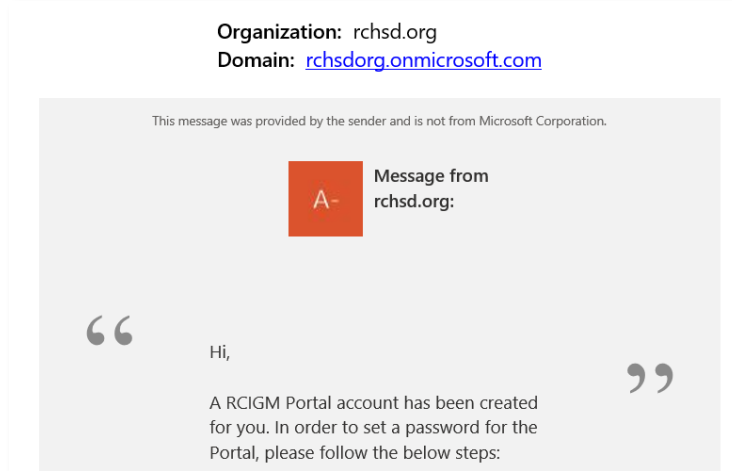 Organization: rchsd.org
Domain: rchsdorg.onmicrosoft.com
This message was provided by the sender and is not from Microsoft Corporation.
A-
Message from
rchsd.org:
“
Hi,
”
A RCIGM Portal account has been created
for you. In order to set a password for the
Portal, please follow the below steps: